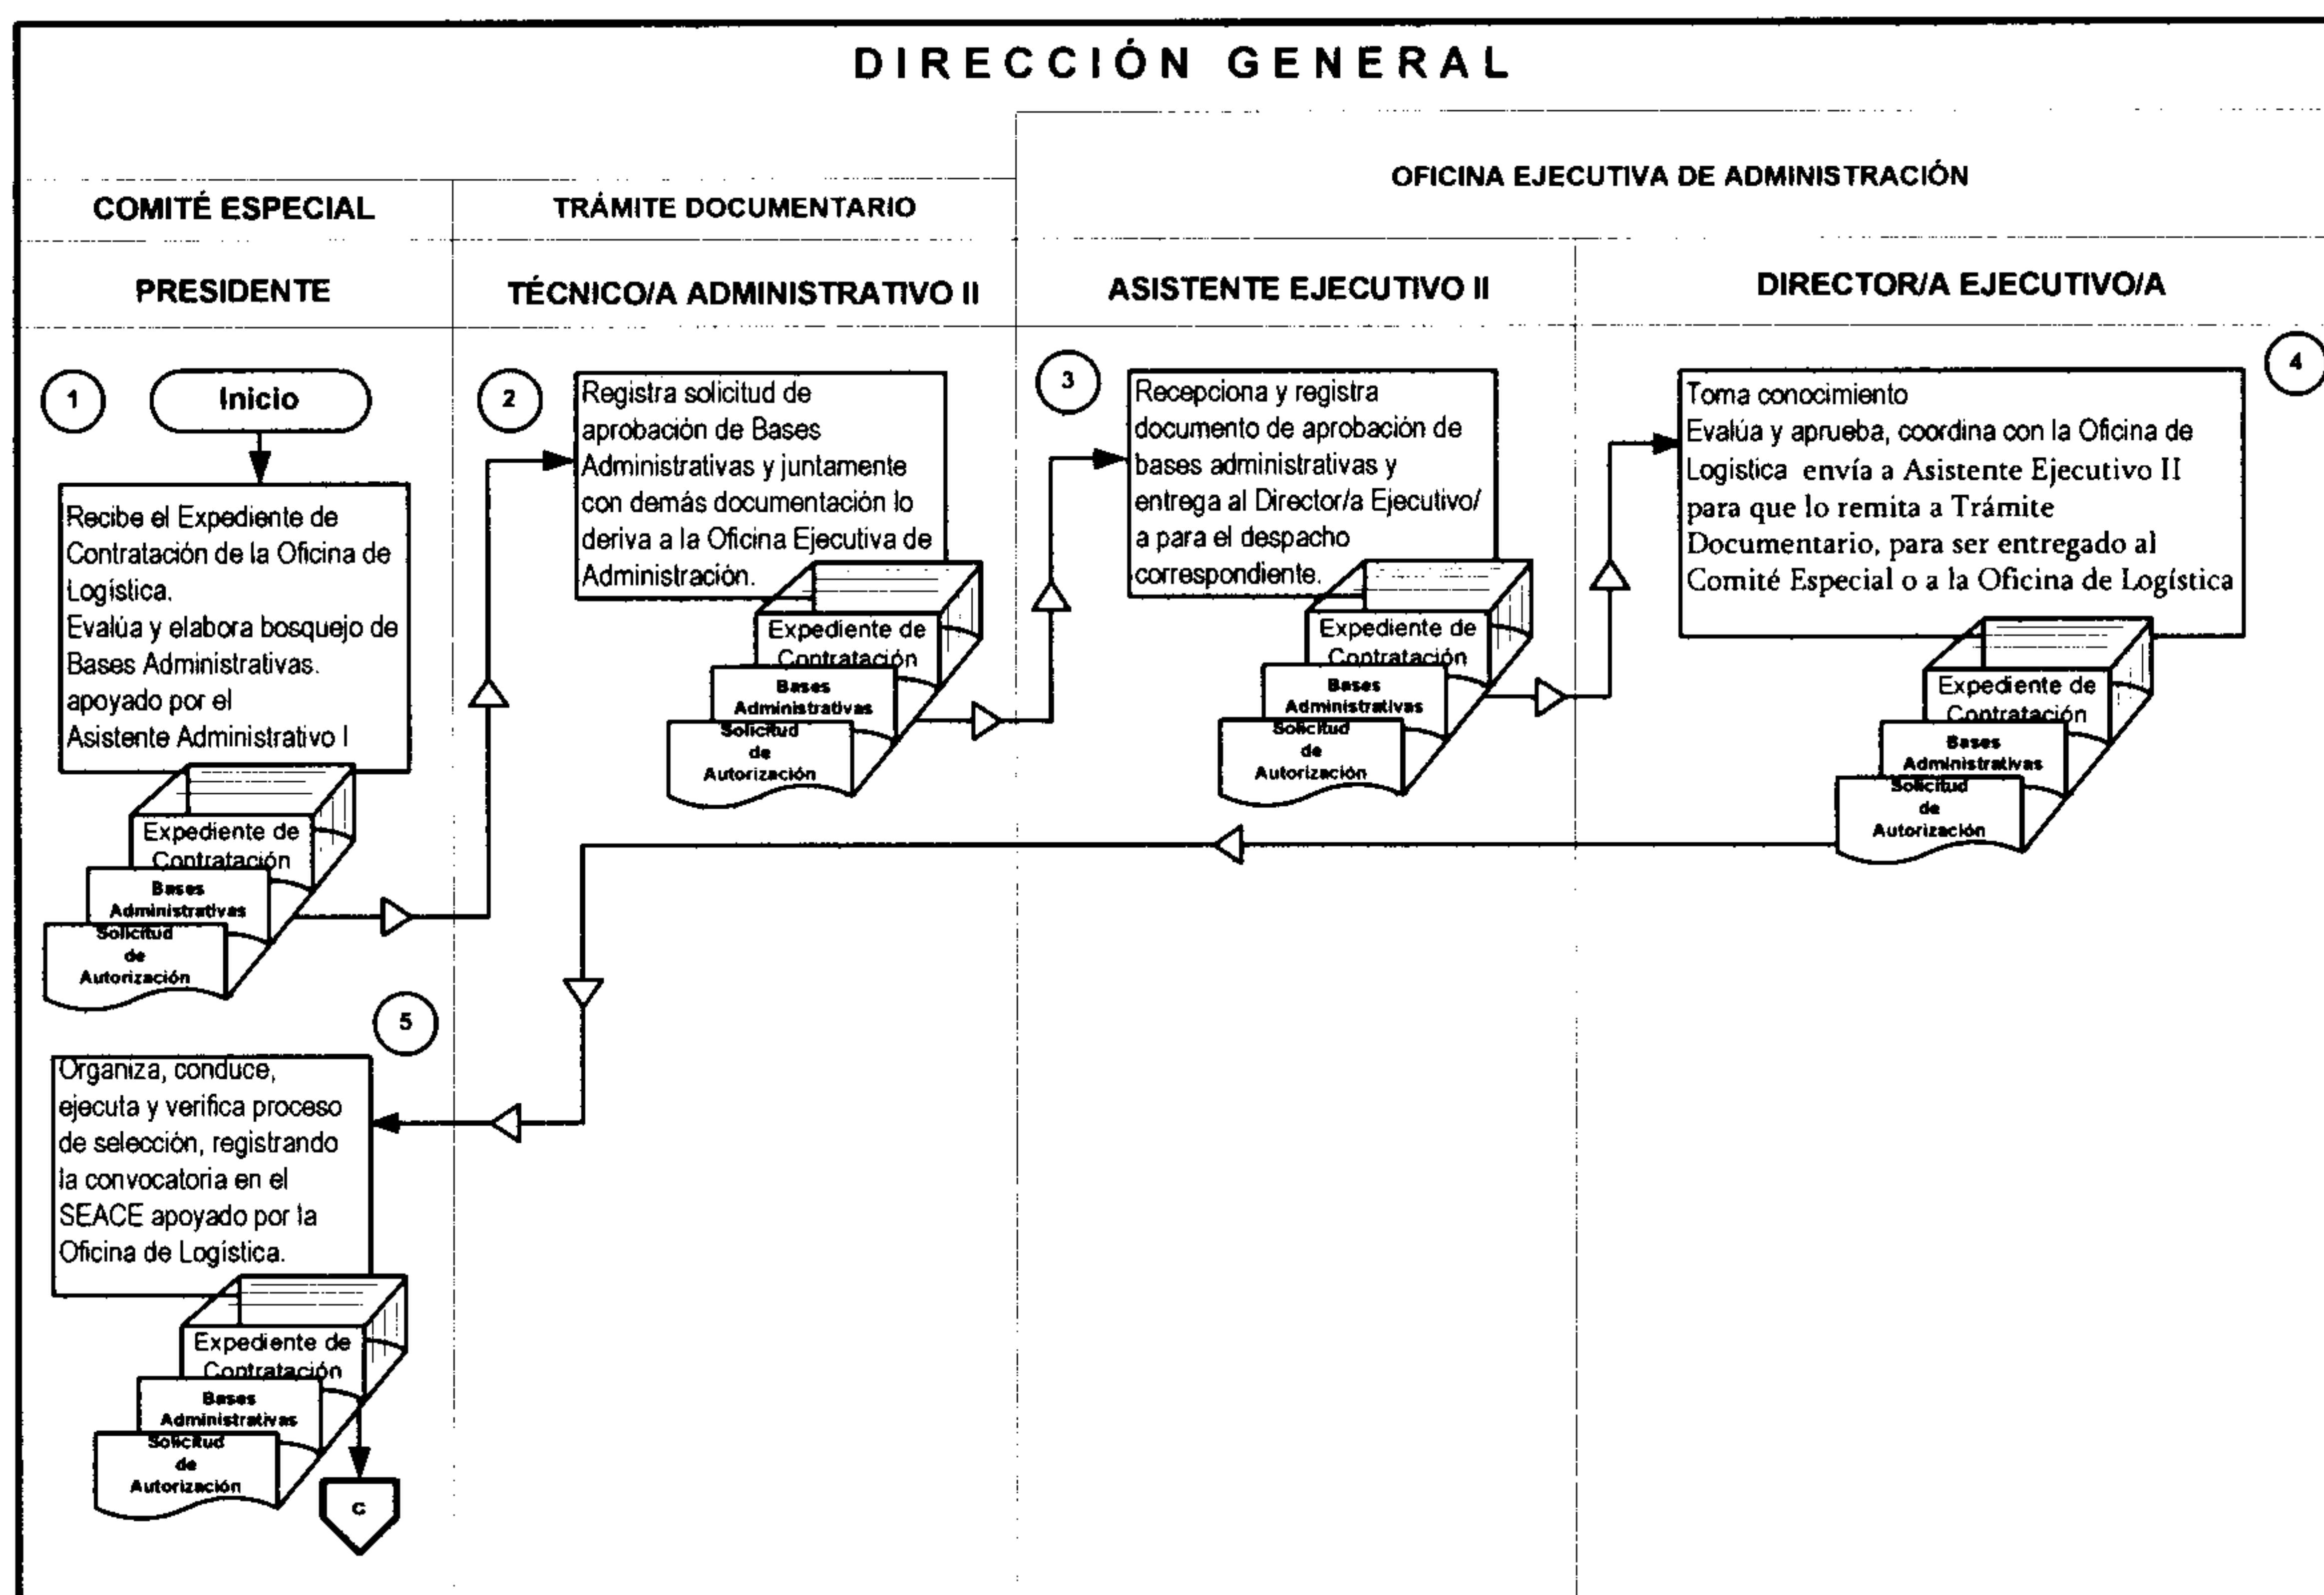 DIRECCIÓN GENERAL
OFICINA EJECUTIVA DE ADMINISTRACIÓN
COMITÉ ESPECIAL
TRÁMITE DOCUMENTARIO
PRESIDENTE
TÉCNICO/A ADMINISTRATIVO II
ASISTENTE EJECUTIVO II
DIRECTOR/A EJECUTIVO/A
1
Inicio
Recibe el Expediente de
Contratación de la Oficina de
Logística.
Evalúa y elabora bosquejo de
Bases Administrativas.
apoyado por el
Asistente Administrativo I
Expediente de
Contratación
Bases
Administrativas
Solicitud
de
Autorización
2
Registra solicitud de
aprobación de Bases
Administrativas y juntamente
con demás documentación lo
deriva a la Oficina Ejecutiva de
Administración.
Expediente de
Contratación
Bases
Administrativas
Solicitud
de
Autorización
3
Recepciona y registra
documento de aprobación de
bases administrativas y
entrega al Director/a Ejecutivo/
a para el despacho
correspondiente.
Expediente de
Contratación
Bases
Administrativas
Solicitud
de
Autorización
4
Toma conocimiento
Evalúa y aprueba, coordina con la Oficina de
Logistica envía a Asistente Ejecutivo II
para que lo remita a Trámite
Documentario, para ser entregado al
Comité Especial o a la Oficina de Logística
Expediente de
Contratación
Bases
Administrativas
Solicitud
de
Autorización
5
Organiza, conduce,
ejecuta y verifica proceso
de selección, registrando
la convocatoria en el
SEACE apoyado por la
Oficina de Logística.
Expediente de
Contratación
Bases
Administrativas
Solicitud
de
Autorización
C